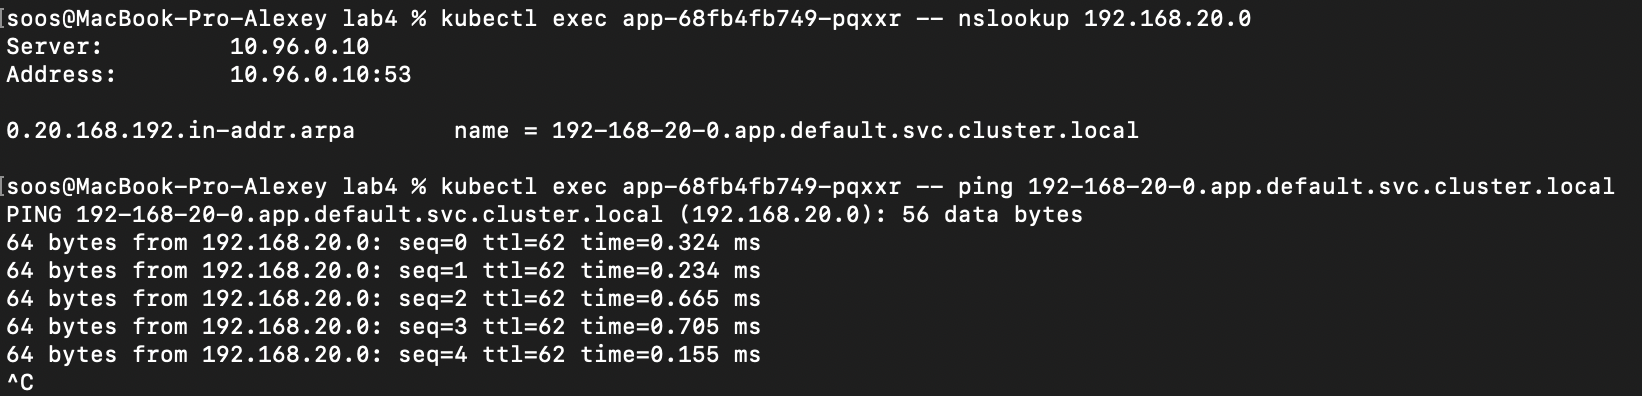 soos@MacBook-Pro-Alexey lab4 % kubectl exec app-68fb4fb749-pqxxr -- nslookup 192.168.20.0
Server:         10.96.0.10
Address:        10.96.0.10:53

0.20.168.192.in-addr.arpa       name = 192-168-20-0.app.default.svc.cluster.local

soos@MacBook-Pro-Alexey lab4 % kubectl exec app-68fb4fb749-pqxxr -- ping 192-168-20-0.app.default.svc.cluster.local
PING 192-168-20-0.app.default.svc.cluster.local (192.168.20.0): 56 data bytes
64 bytes from 192.168.20.0: seq=0 ttl=62 time=0.324 ms
64 bytes from 192.168.20.0: seq=1 ttl=62 time=0.234 ms
64 bytes from 192.168.20.0: seq=2 ttl=62 time=0.665 ms
64 bytes from 192.168.20.0: seq=3 ttl=62 time=0.705 ms
64 bytes from 192.168.20.0: seq=4 ttl=62 time=0.155 ms
^C